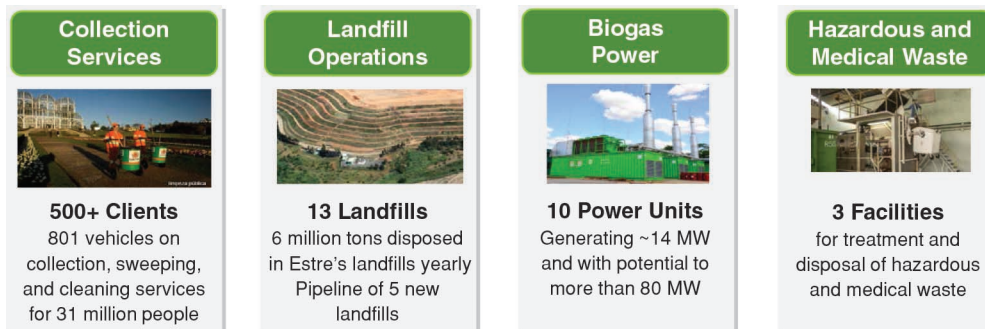 Collection
Services
limpeza pública
500+ Clients
801 vehicles on
collection, sweeping,
and cleaning services
for 31 million people
Landfill
Operations
13 Landfills
6 million tons disposed
in Estre's landfills yearly
Pipeline of 5 new
landfills
Biogas
Power
10 Power Units
Generating ~14 MW
and with potential to
more than 80 MW
Hazardous and
Medical Waste
3 Facilities
for treatment and
disposal of hazardous
and medical waste